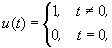 u(t) = { 1, t ≠ 0,
0, t = 0,